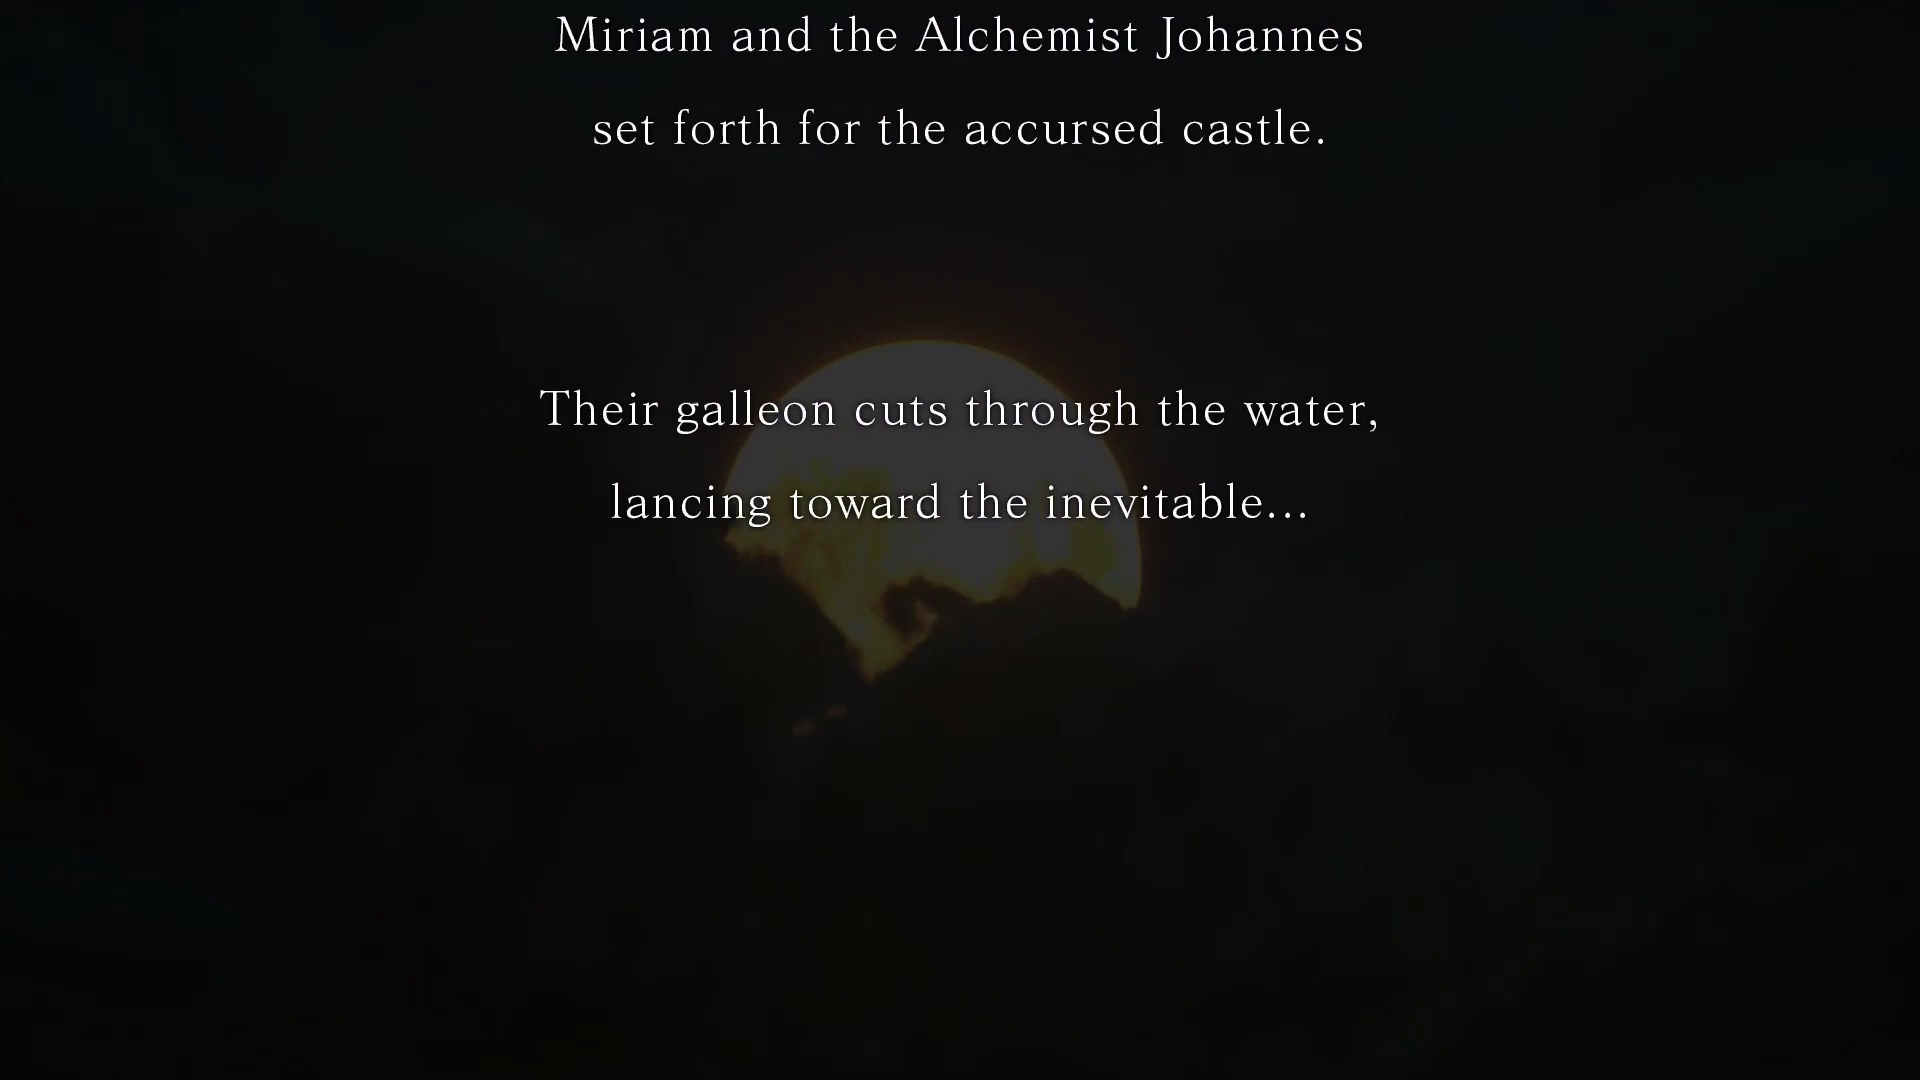 Miriam and the Alchemist Johannes
set forth for the accursed castle.
Their galleon cuts through the water,
lancing toward the inevitable...